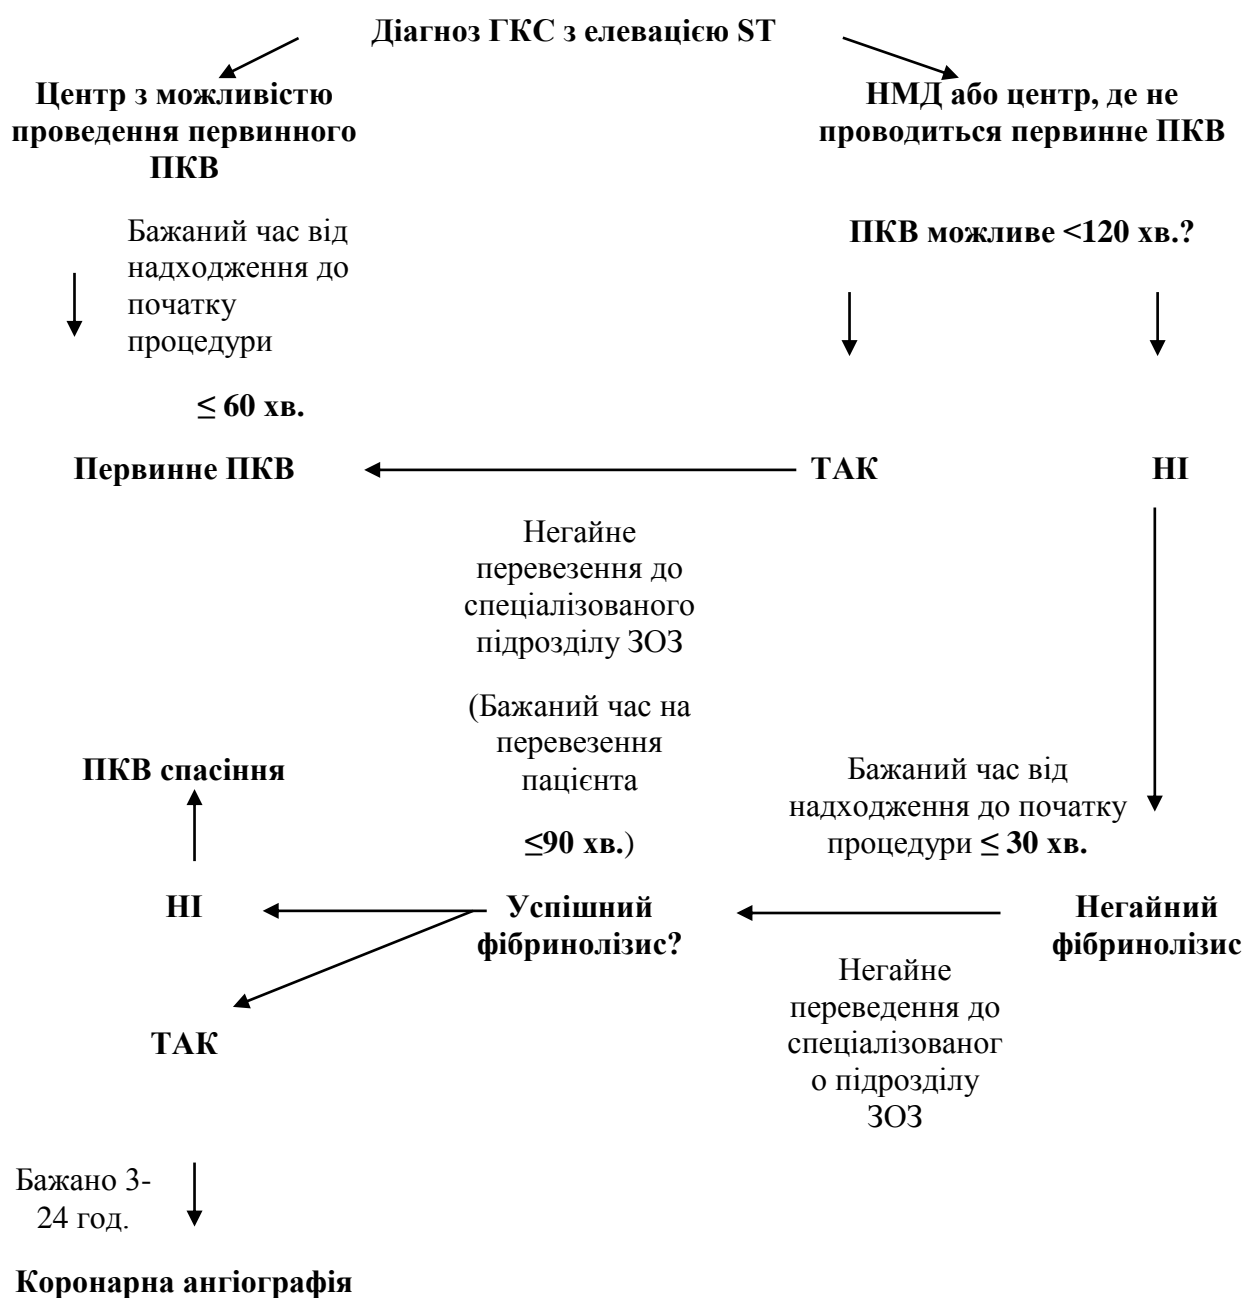 Діагноз ГКС з елевацією ST
Центр з можливістю
проведення первинного
ПКВ
НМД або центр, де не
проводиться первинне ПКВ
Бажаний час від
надходження до
початку
процедури
ПКВ можливе <120 хв.?
≤ 60 хв.
Первинне ПКВ
ТАК
НІ
Негайне
перевезення до
спеціалізованого
підрозділу ЗОЗ
(Бажаний час на
перевезення
пацієнта
≤90 хв.)
ПКВ спасіння
Бажаний час від
надходження до початку
процедури ≤ 30 хв.
НІ
Успішний
фібринолізис?
Негайний
фібринолізис
Негайне
переведення до
спеціалізованог
о підрозділу
ЗОЗ
ТАК
Бажано 3-
24 год.
Коронарна ангіографія